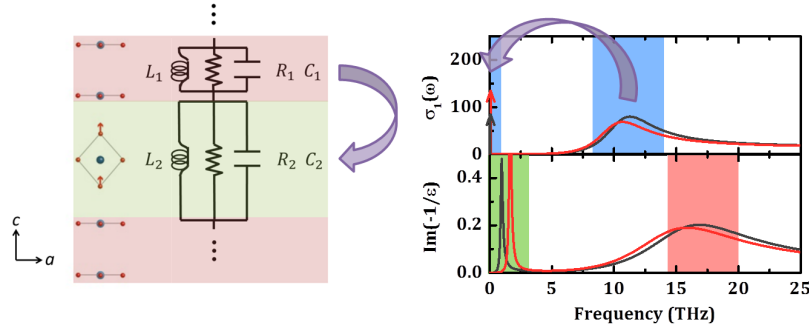 L₁ R₁ C₁
L₂ R₂ C₂
c
a
200
100
0
σ₁(ω)
0.4
0.2
0.0
Im(-1/ε)
0 5 10 15 20 25
Frequency (THz)